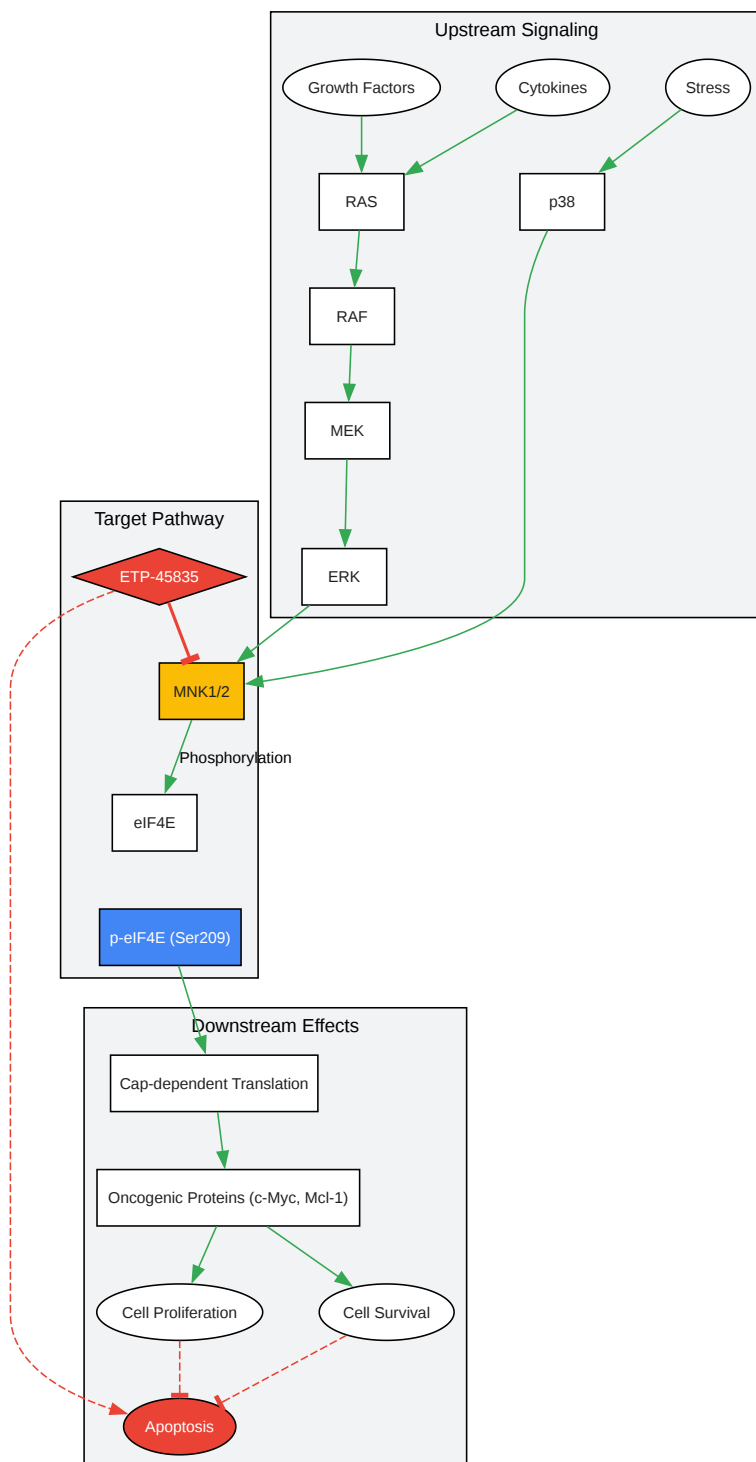 Upstream Signaling
Growth Factors
Cytokines
Stress
RAS
p38
RAF
MEK
Target Pathway
ETP-45835
ERK
MNK1/2
Phosphorylation
eIF4E
p-eIF4E (Ser209)
Downstream Effects
Cap-dependent Translation
Oncogenic Proteins (c-Myc, Mcl-1)
Cell Proliferation
Cell Survival
Apoptosis